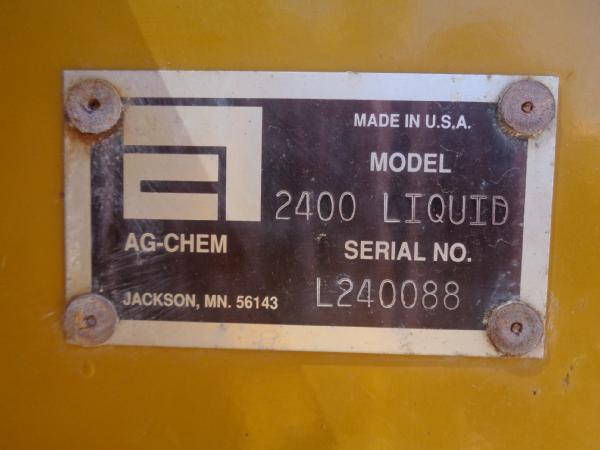 MADE IN U.S.A.
MODEL
2400 LIQUID
AG-CHEM
SERIAL NO.
JACKSON, MN. 56143
L240088